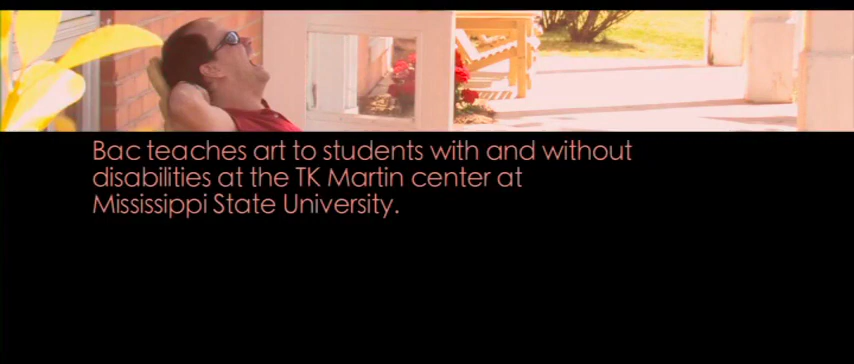 Bac teaches art to students with and without
disabilities at the TK Martin center at
Mississippi State University.